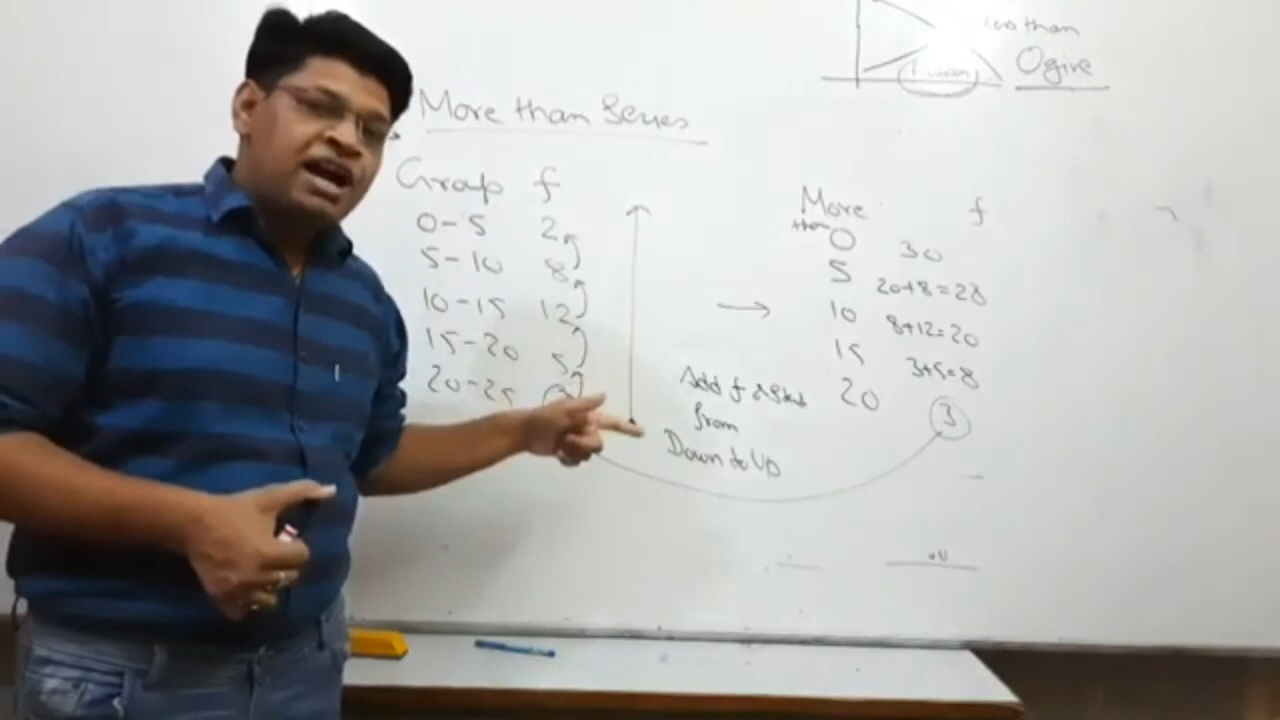 less than
Ogive
More than Series
Group f
0-5 2
5-10 8
10-15 12
15-20 5
20-25
More than f
0 30
5 20+8=28
10 8+12=20
15 3+5=8
20 3
Add f
from
Down to Up